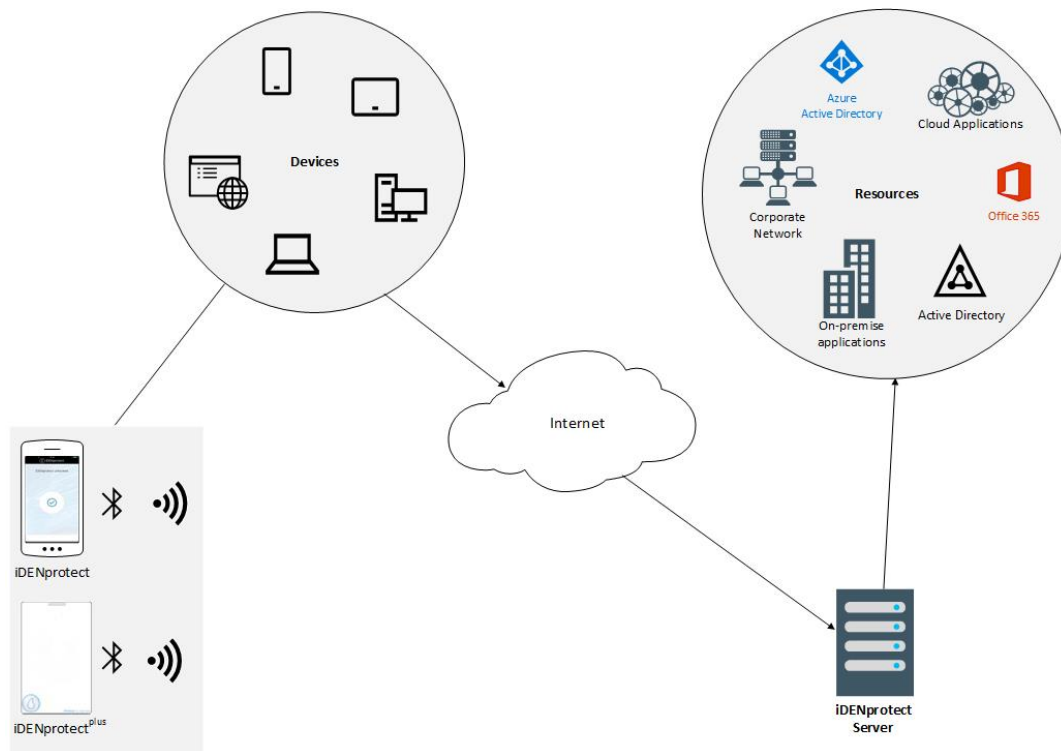 Devices
Azure
Active Directory
Cloud Applications
Resources
Corporate
Network
Office 365
On-premise
applications
Active Directory
Internet
iDENprotect
iDENprotect plus
iDENprotect
Server